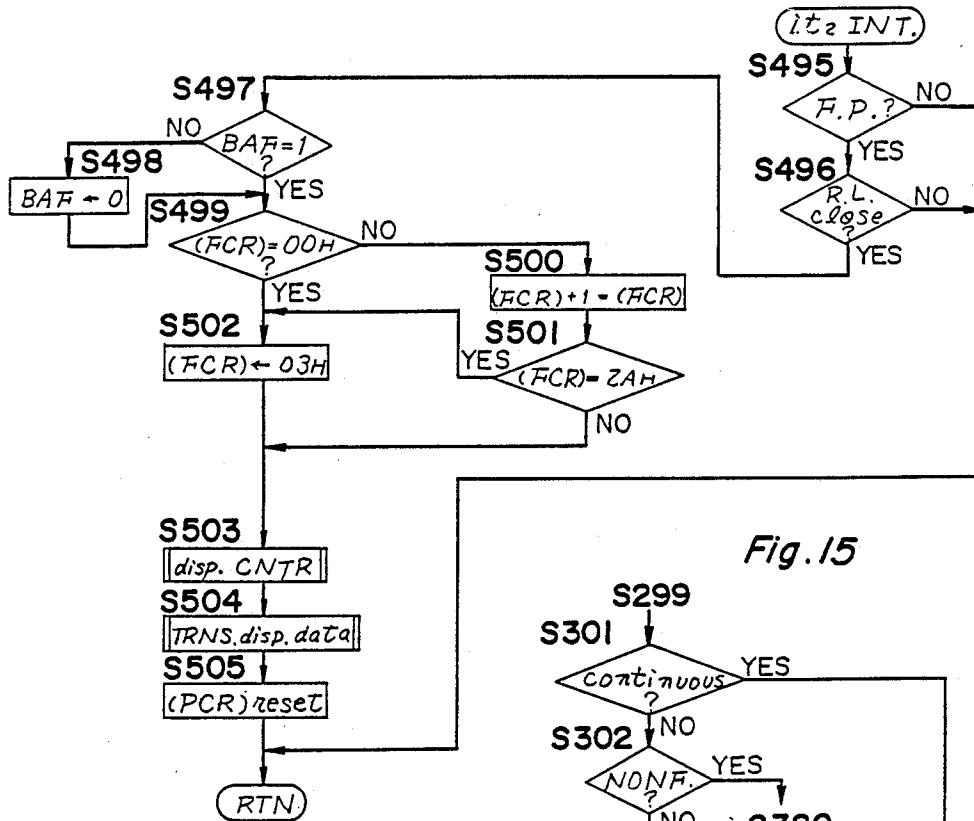 i.t2 INT.
S495
F.P.?
NO
YES
S496
R.L.
close
?
NO
YES
S497
BAF=1
?
NO
YES
S498
BAF ← 0
S499
(FCR)=00H
?
NO
YES
S500
(FCR)+1 = (FCR)
S501
(FCR)=2AH
YES
NO
S502
(FCR)← 03H
S503
disp. CNTR
S504
TRNS.disp.data
S505
(PCR)reset
RTN
Fig.15
S299
S301
continuous
?
YES
NO
S302
NONF.
?
YES
NO